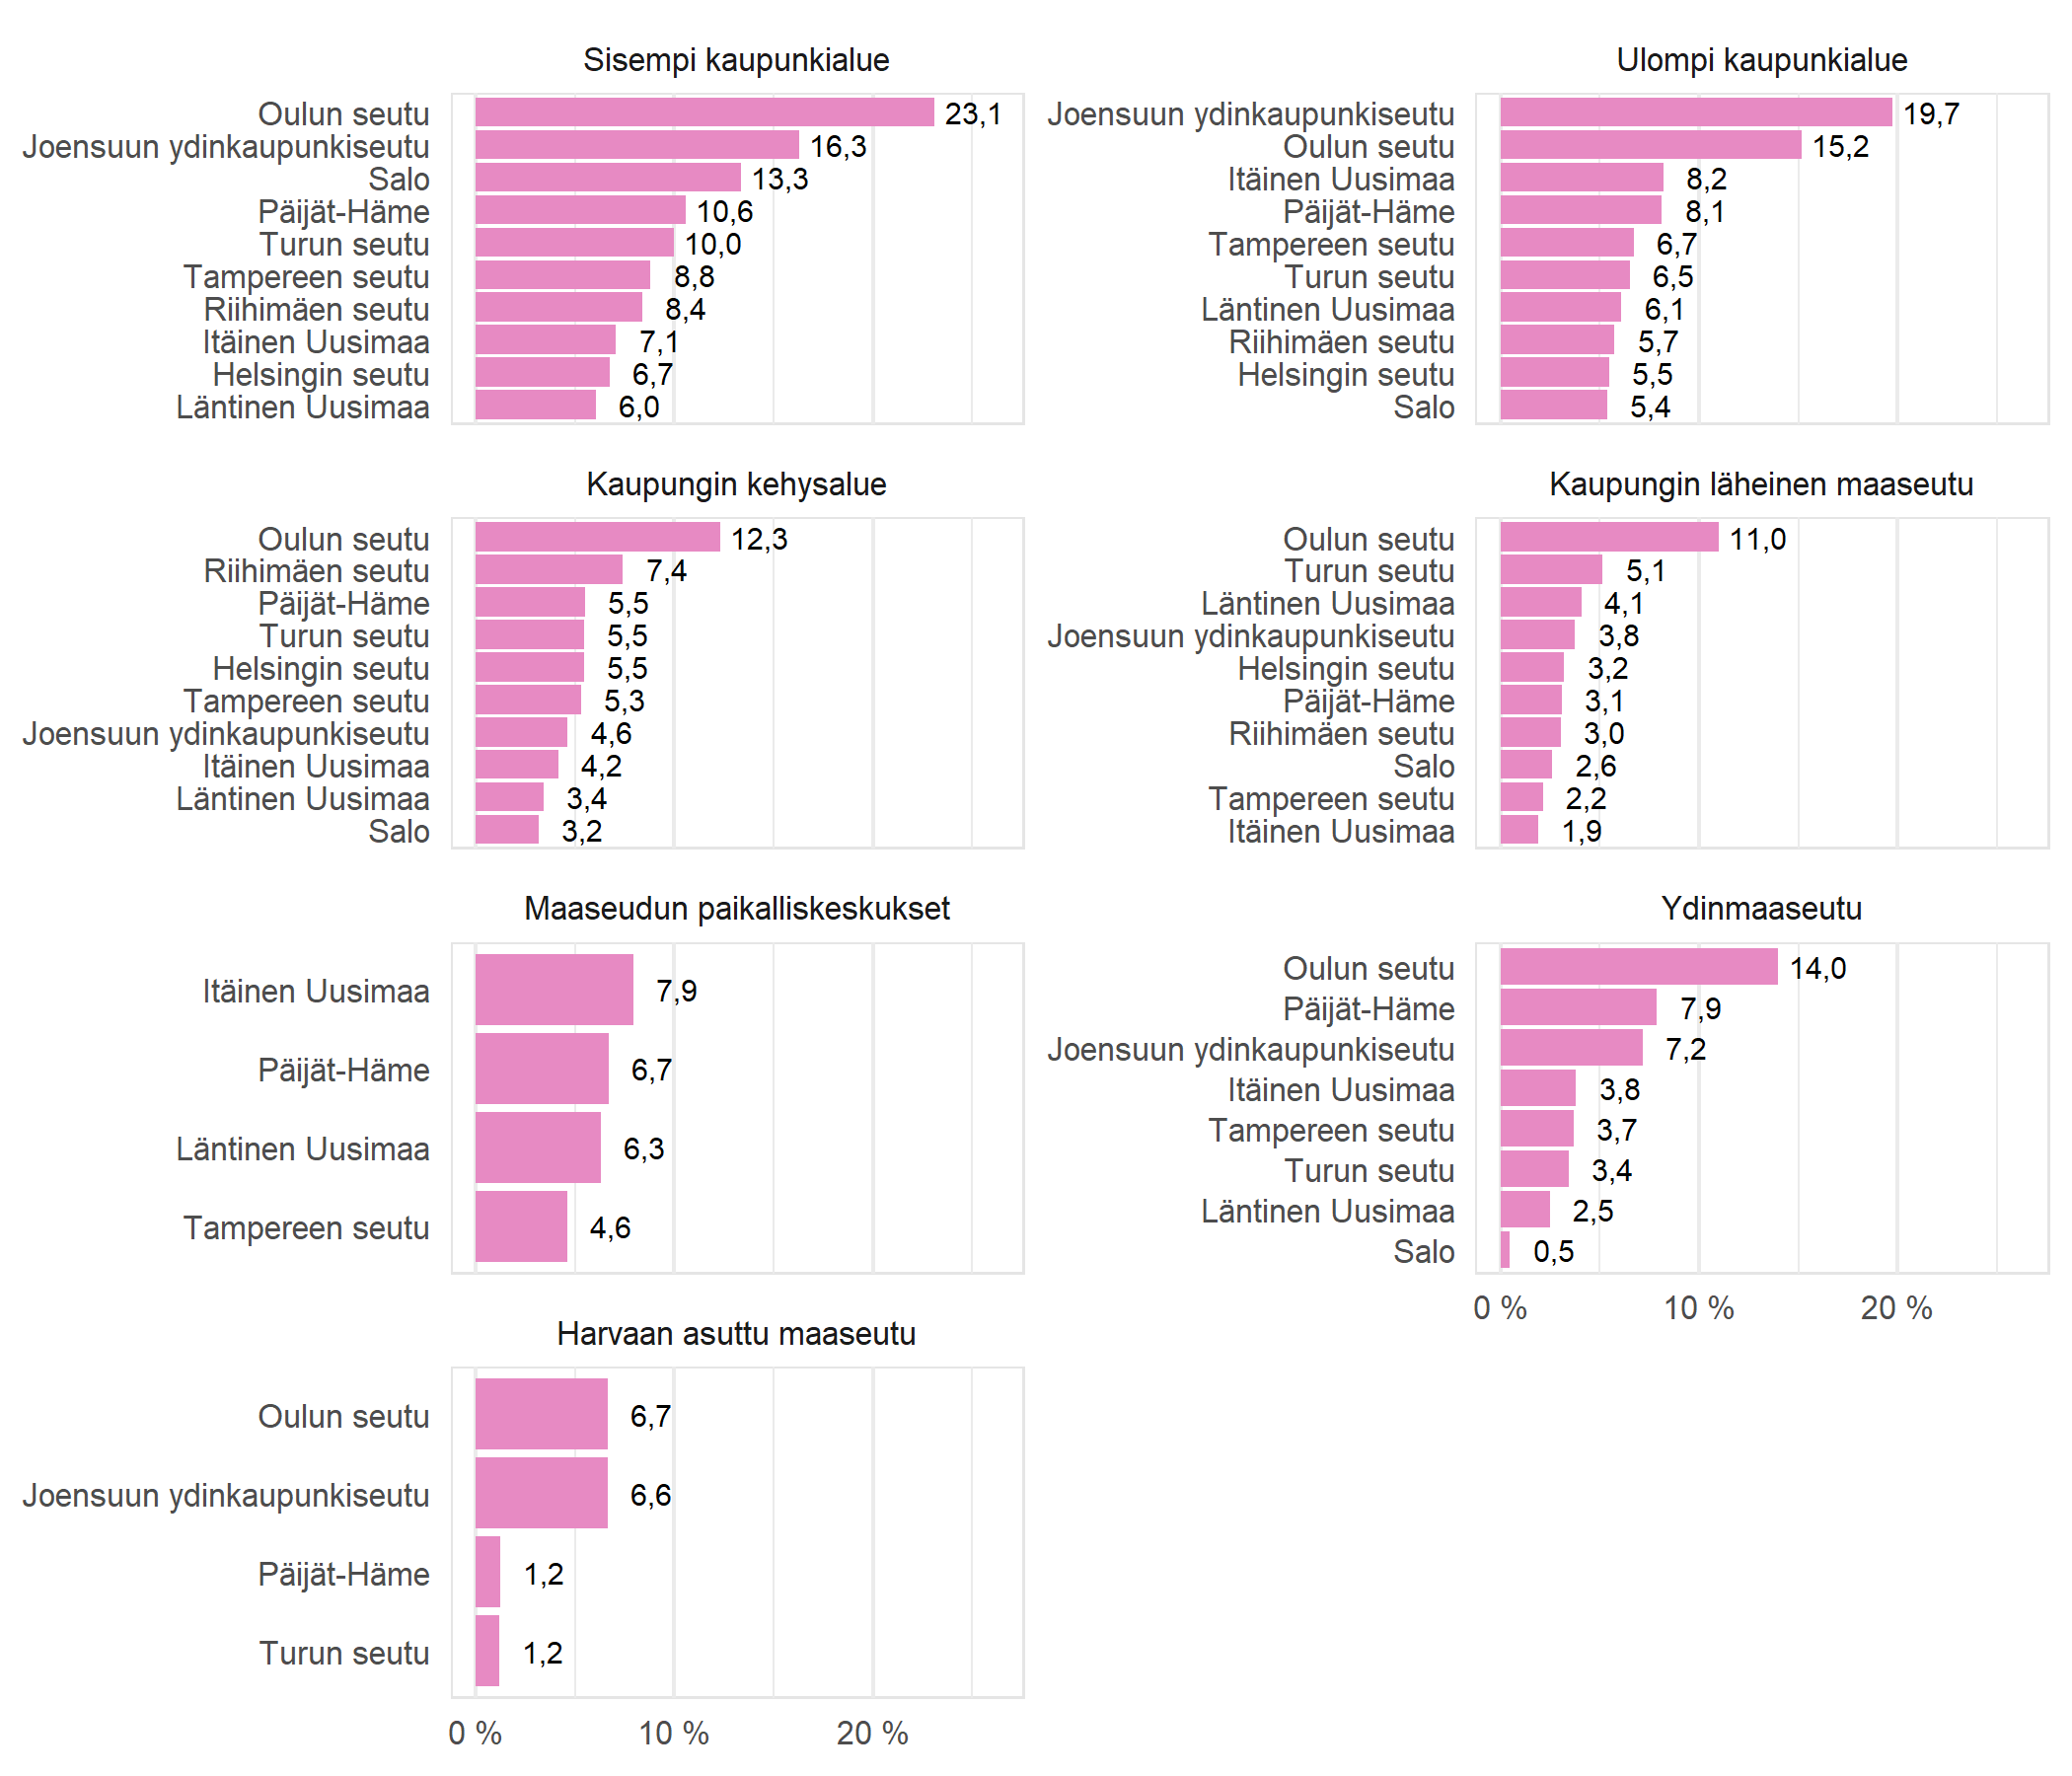 Sisempi kaupunkialue
Oulun seutu 23,1
Joensuun ydinkaupunkiseutu 16,3
Salo 13,3
Päijät-Häme 10,6
Turun seutu 10,0
Tampereen seutu 8,8
Riihimäen seutu 8,4
Itäinen Uusimaa 7,1
Helsingin seutu 6,7
Läntinen Uusimaa 6,0
Ulompi kaupunkialue
Joensuun ydinkaupunkiseutu 19,7
Oulun seutu 15,2
Itäinen Uusimaa 8,2
Päijät-Häme 8,1
Tampereen seutu 6,7
Turun seutu 6,5
Läntinen Uusimaa 6,1
Riihimäen seutu 5,7
Helsingin seutu 5,5
Salo 5,4
Kaupungin kehysalue
Oulun seutu 12,3
Riihimäen seutu 7,4
Päijät-Häme 5,5
Turun seutu 5,5
Helsingin seutu 5,5
Tampereen seutu 5,3
Joensuun ydinkaupunkiseutu 4,6
Itäinen Uusimaa 4,2
Läntinen Uusimaa 3,4
Salo 3,2
Kaupungin läheinen maaseutu
Oulun seutu 11,0
Turun seutu 5,1
Läntinen Uusimaa 4,1
Joensuun ydinkaupunkiseutu 3,8
Helsingin seutu 3,2
Päijät-Häme 3,1
Riihimäen seutu 3,0
Salo 2,6
Tampereen seutu 2,2
Itäinen Uusimaa 1,9
Maaseudun paikalliskeskukset
Itäinen Uusimaa 7,9
Päijät-Häme 6,7
Läntinen Uusimaa 6,3
Tampereen seutu 4,6
Ydinmaaseutu
Oulun seutu 14,0
Päijät-Häme 7,9
Joensuun ydinkaupunkiseutu 7,2
Itäinen Uusimaa 3,8
Tampereen seutu 3,7
Turun seutu 3,4
Läntinen Uusimaa 2,5
Salo 0,5
0 % 10 % 20 %
Harvaan asuttu maaseutu
Oulun seutu 6,7
Joensuun ydinkaupunkiseutu 6,6
Päijät-Häme 1,2
Turun seutu 1,2
0 % 10 % 20 %